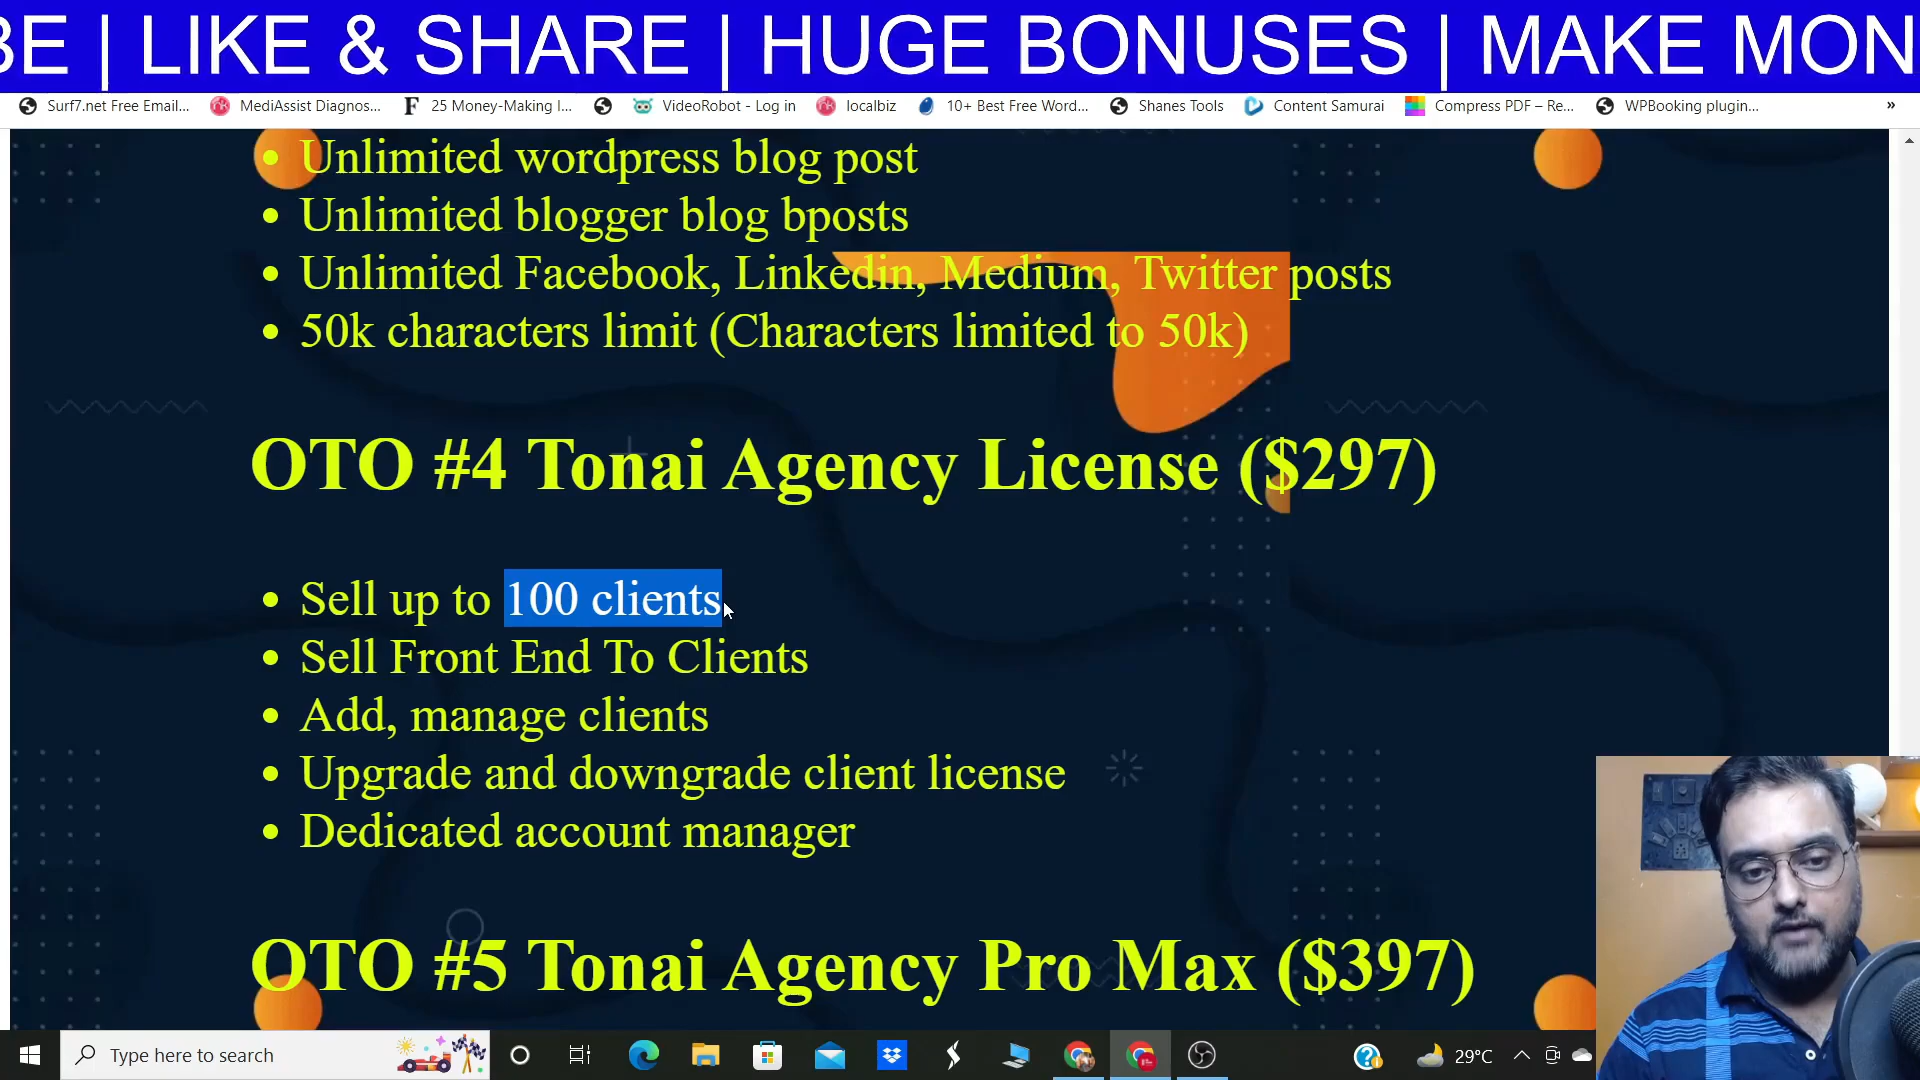 BE | LIKE & SHARE | HUGE BONUSES | MAKE MON
Surf7.net Free Email... MediAssist Diagnos... 25 Money-Making I... VideoRobot - Log in localbiz 10+ Best Free Word... Shanes Tools Content Samurai Compress PDF – Re... WPBooking plugin... »
• Unlimited wordpress blog post
• Unlimited blogger blog bposts
• Unlimited Facebook, Linkedin, Medium, Twitter posts
• 50k characters limit (Characters limited to 50k)
OTO #4 Tonai Agency License ($297)
• Sell up to 100 clients
• Sell Front End To Clients
• Add, manage clients
• Upgrade and downgrade client license
• Dedicated account manager
OTO #5 Tonai Agency Pro Max ($397)
Type here to search
29°C